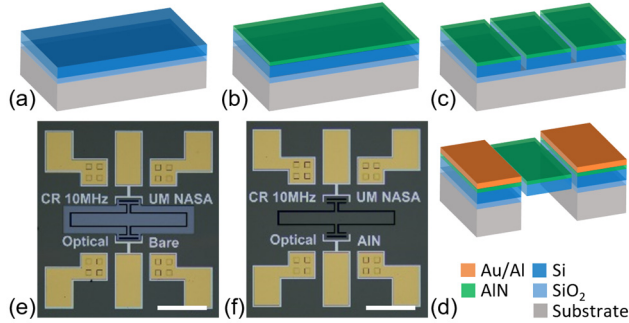 (a)
(b)
(c)
CR 10MHz UM NASA
Optical Bare
(e)
CR 10MHz UM NASA
Optical AlN
(f)
(d)
Au/Al
Si
AlN
SiO₂
Substrate